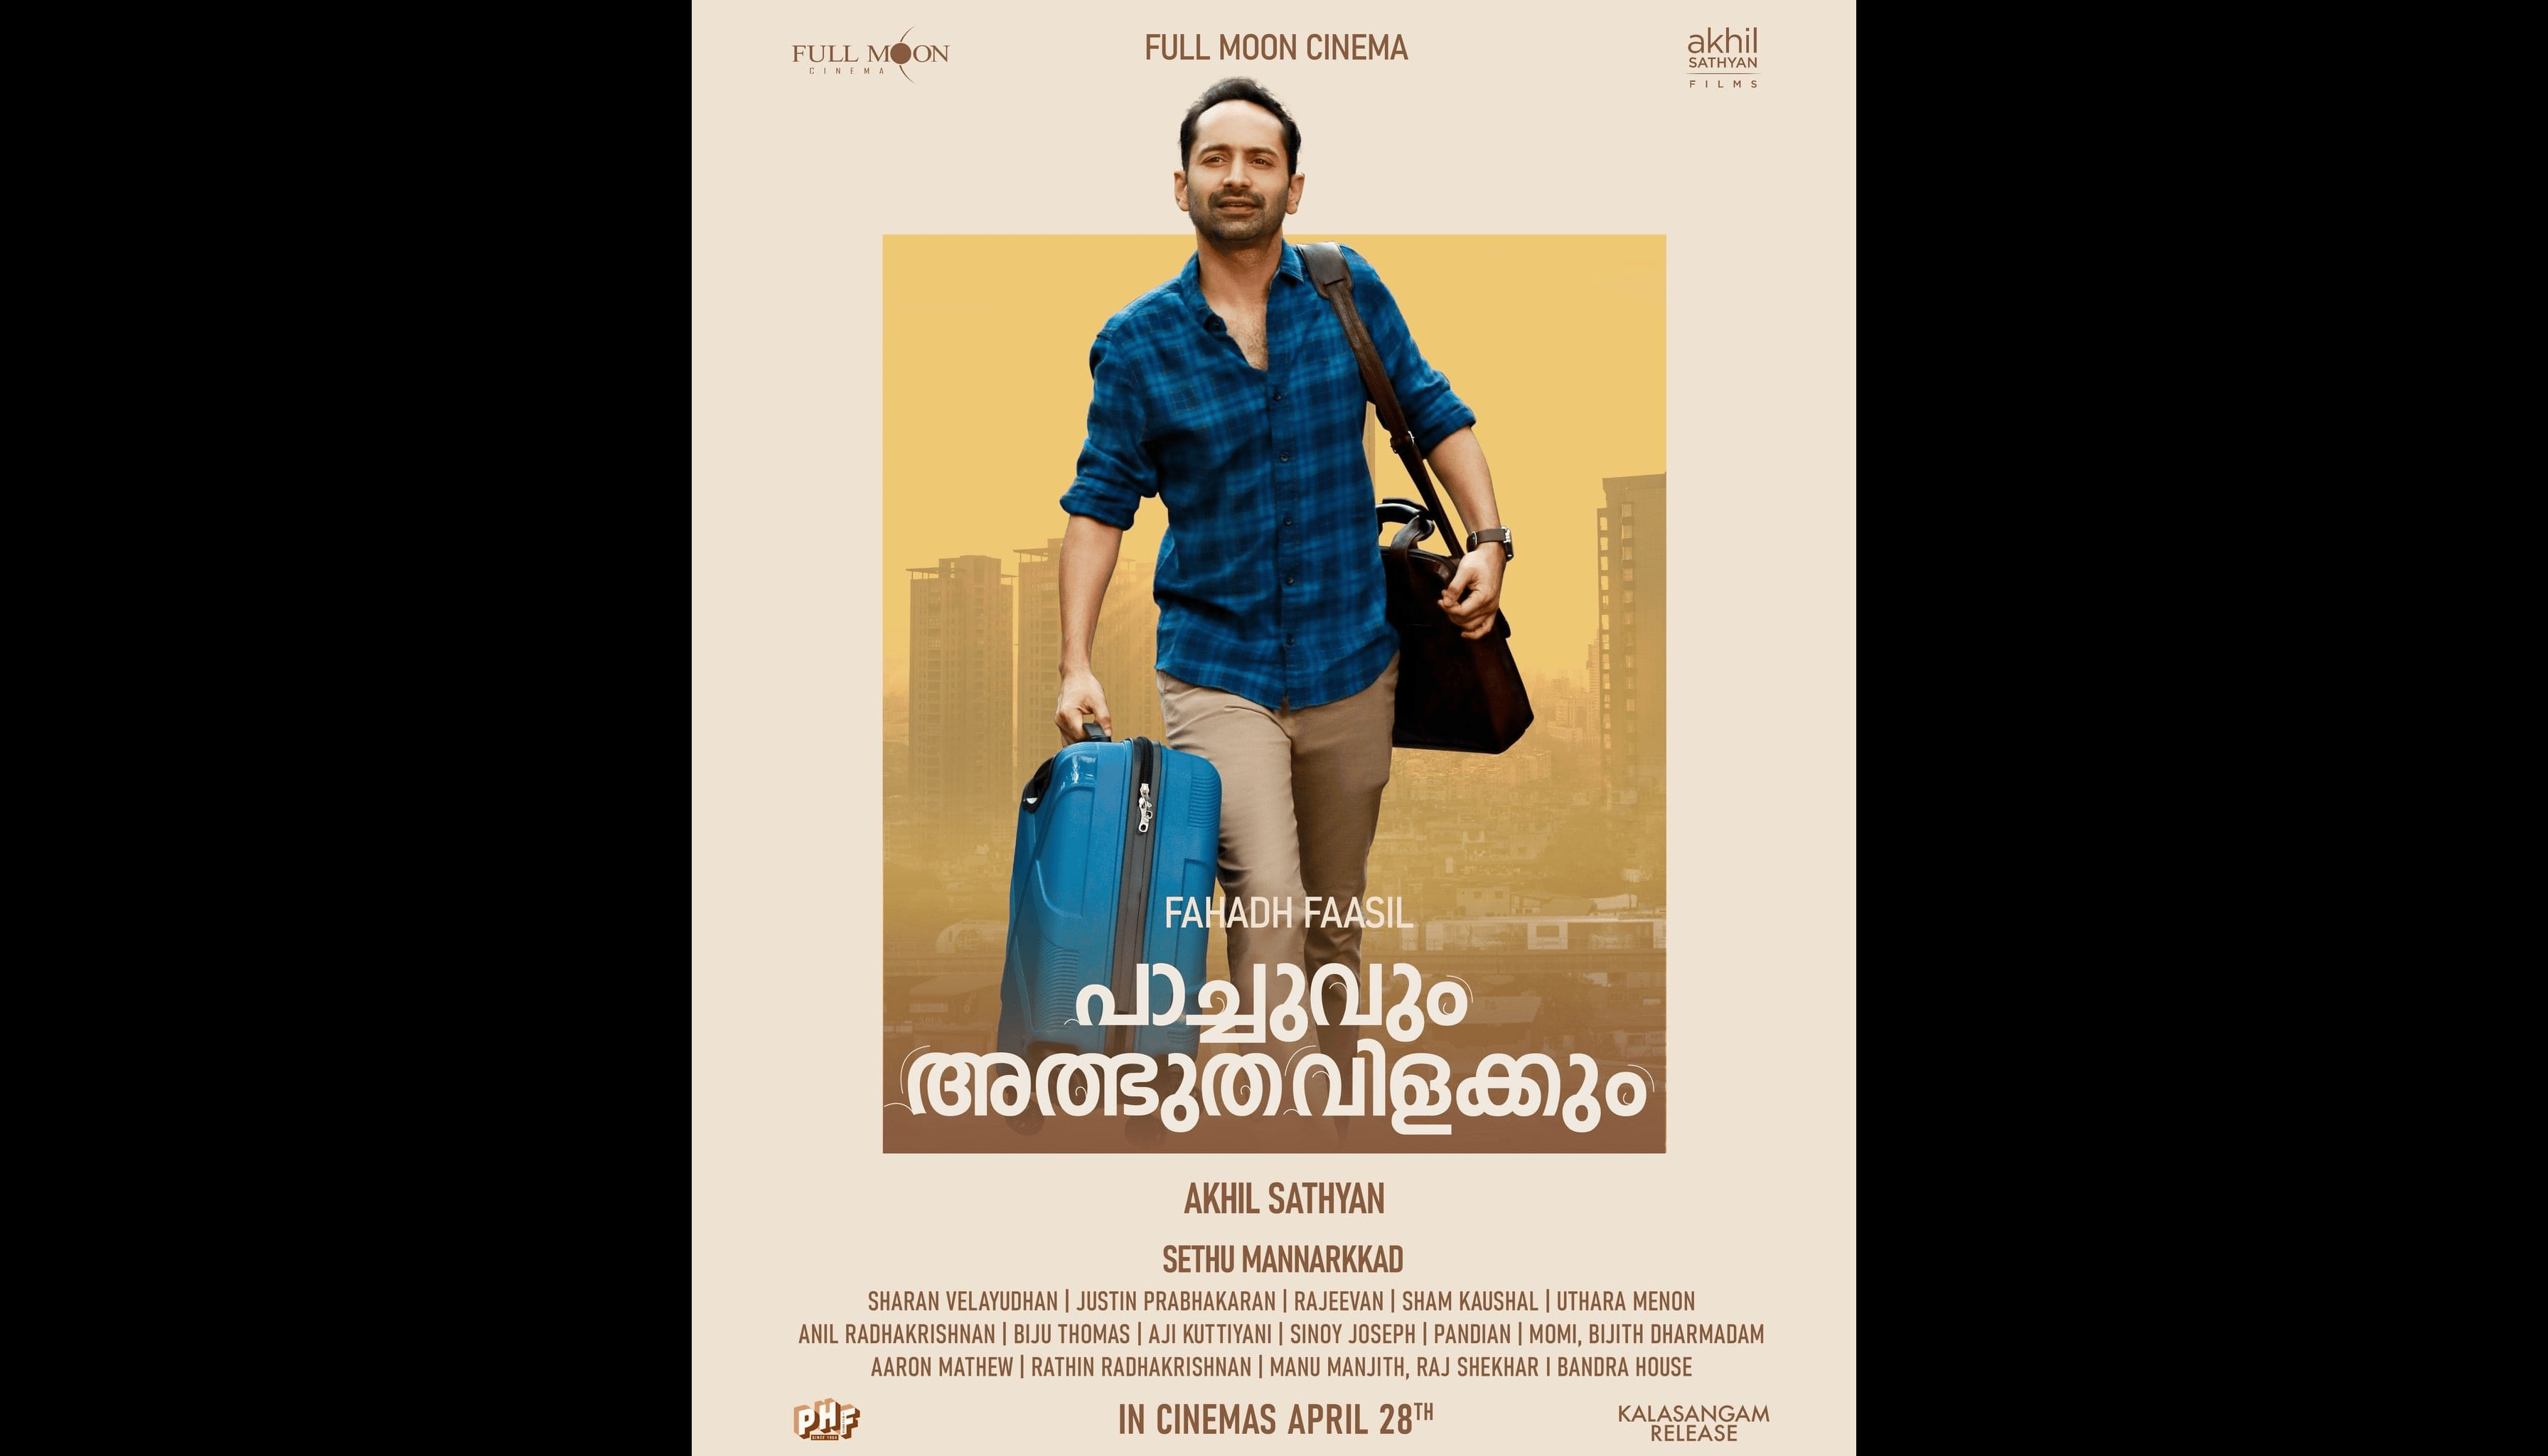 FULL MOON
CINEMA
FULL MOON CINEMA
akhil
SATHYAN
FILMS
FAHADH FAASIL
പാച്ചുവും
അത്ഭുതവിളക്കും
AKHIL SATHYAN
SETHU MANNARKKAD
SHARAN VELAYUDHAN | JUSTIN PRABHAKARAN | RAJEEVAN | SHAM KAUSHAL | UTHARA MENON
ANIL RADHAKRISHNAN | BIJU THOMAS | AJI KUTTIYANI | SINOY JOSEPH | PANDIAN | MOMI, BIJITH DHARMADAM
AARON MATHEW | RATHIN RADHAKRISHNAN | MANU MANJITH, RAJ SHEKHAR I BANDRA HOUSE
PHF
IN CINEMAS APRIL 28TH
KALASANGAM
RELEASE